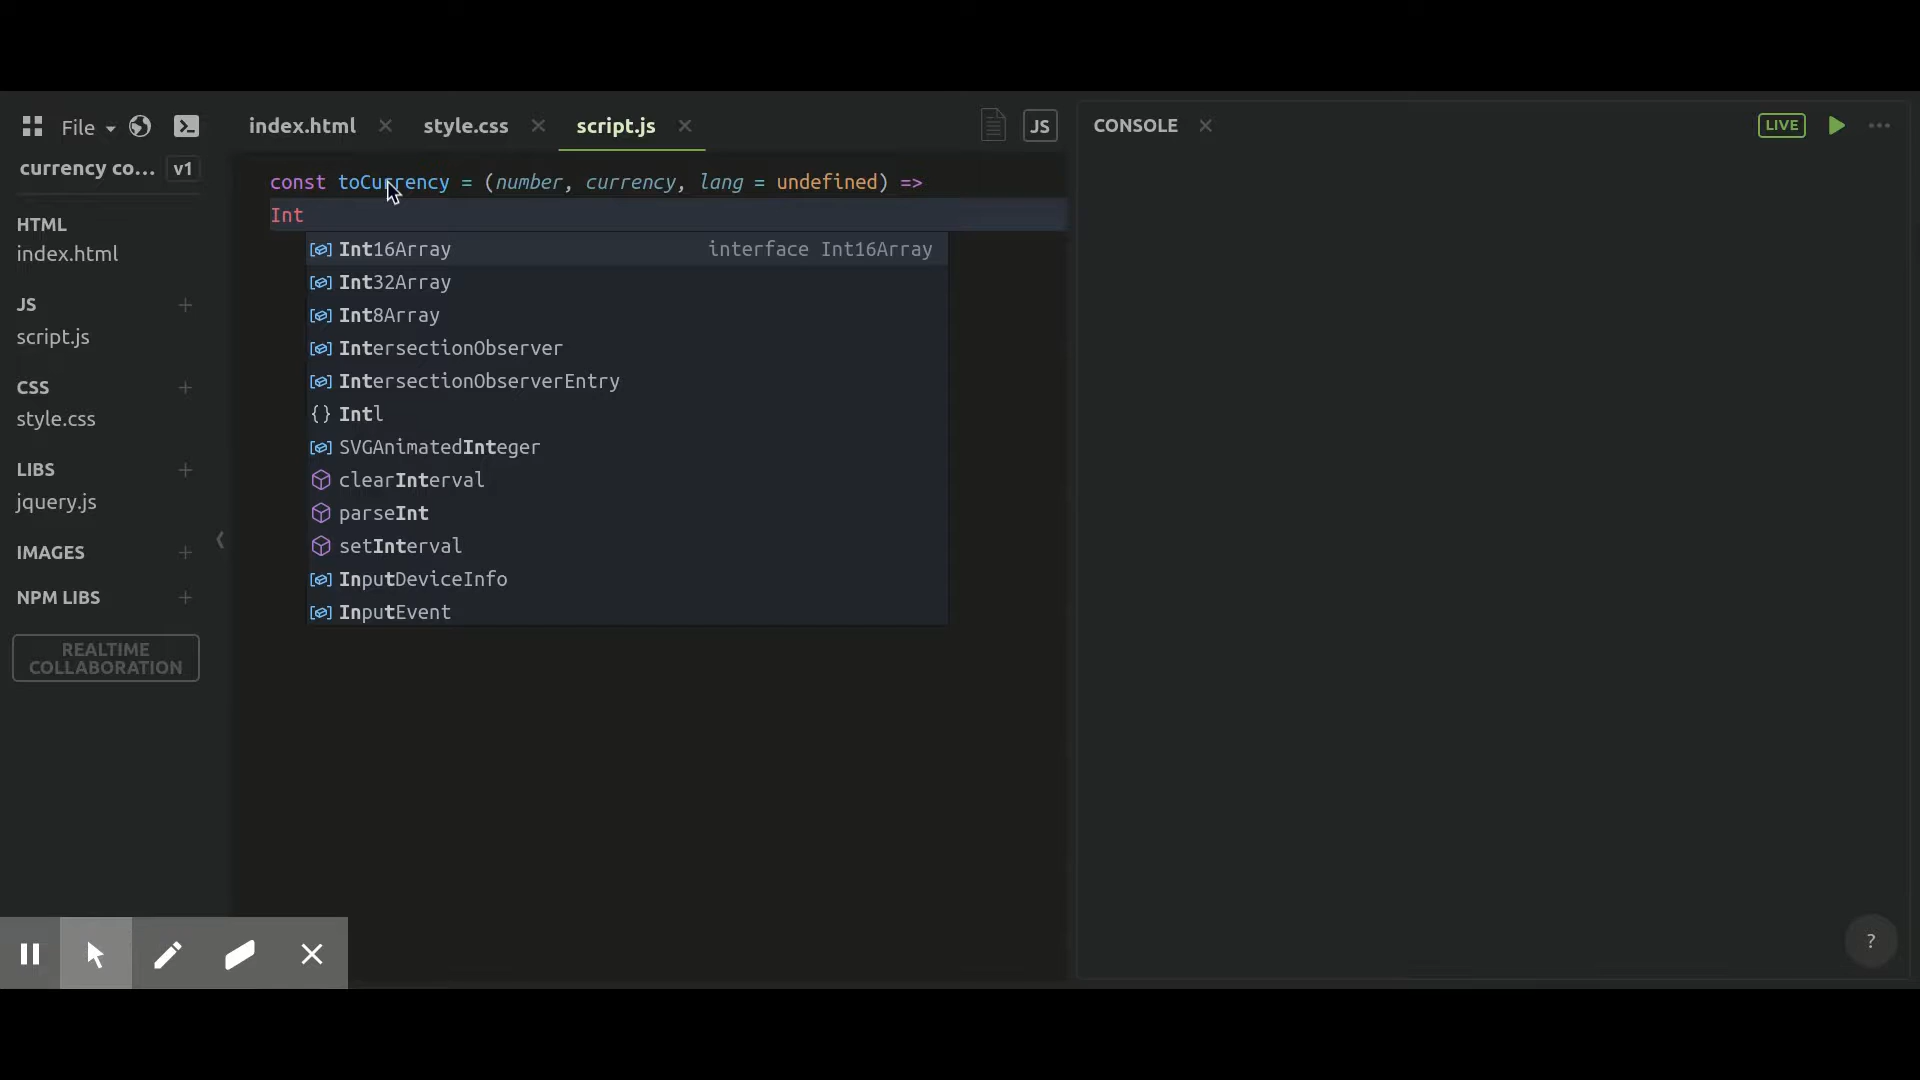 File
index.html
style.css
script.js
JS
CONSOLE
LIVE
currency co...
v1
const toCurrency = (number, currency, lang = undefined) =>
Int
HTML
index.html
JS
script.js
CSS
style.css
LIBS
jquery.js
IMAGES
NPM LIBS
REALTIME
COLLABORATION
Int16Array interface Int16Array
Int32Array
Int8Array
IntersectionObserver
IntersectionObserverEntry
{} Intl
SVGAnimatedInteger
clearInterval
parseInt
setInterval
InputDeviceInfo
InputEvent
?